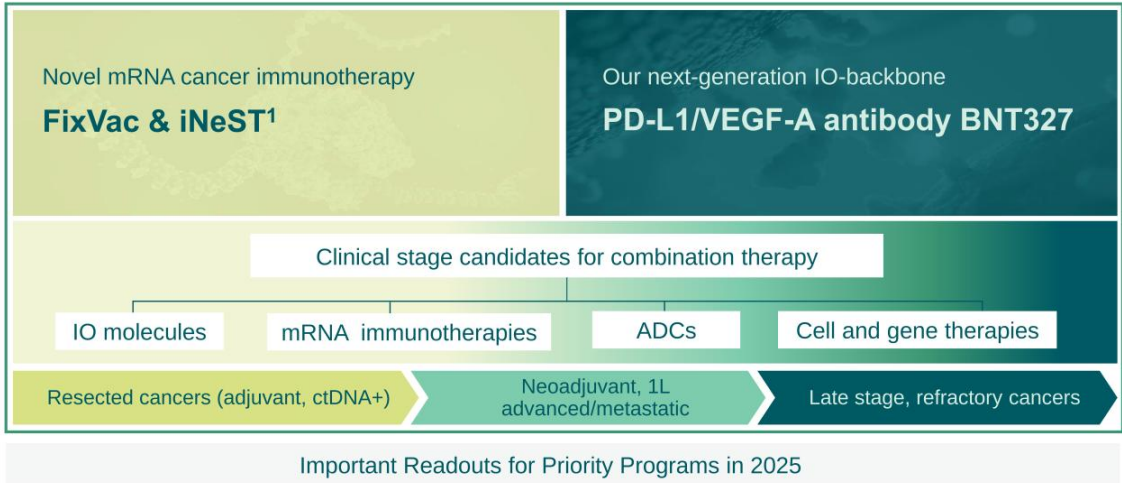 Novel mRNA cancer immunotherapy
FixVac & iNeST¹
Our next-generation IO-backbone
PD-L1/VEGF-A antibody BNT327
Clinical stage candidates for combination therapy
IO molecules
mRNA immunotherapies
ADCs
Cell and gene therapies
Resected cancers (adjuvant, ctDNA+)
Neoadjuvant, 1L
advanced/metastatic
Late stage, refractory cancers
Important Readouts for Priority Programs in 2025